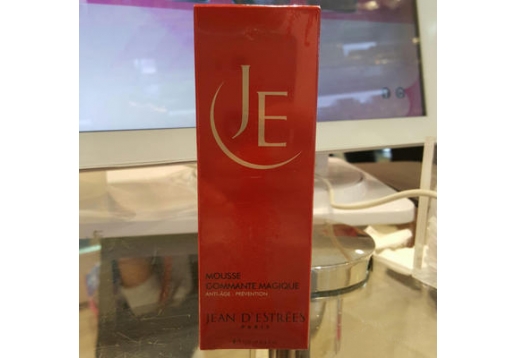 JE
MOUSSE
GOMMANTE MAGIQUE
ANTI-ÂGE - PRÉVENTION
JEAN D'ESTRÉES
PARIS